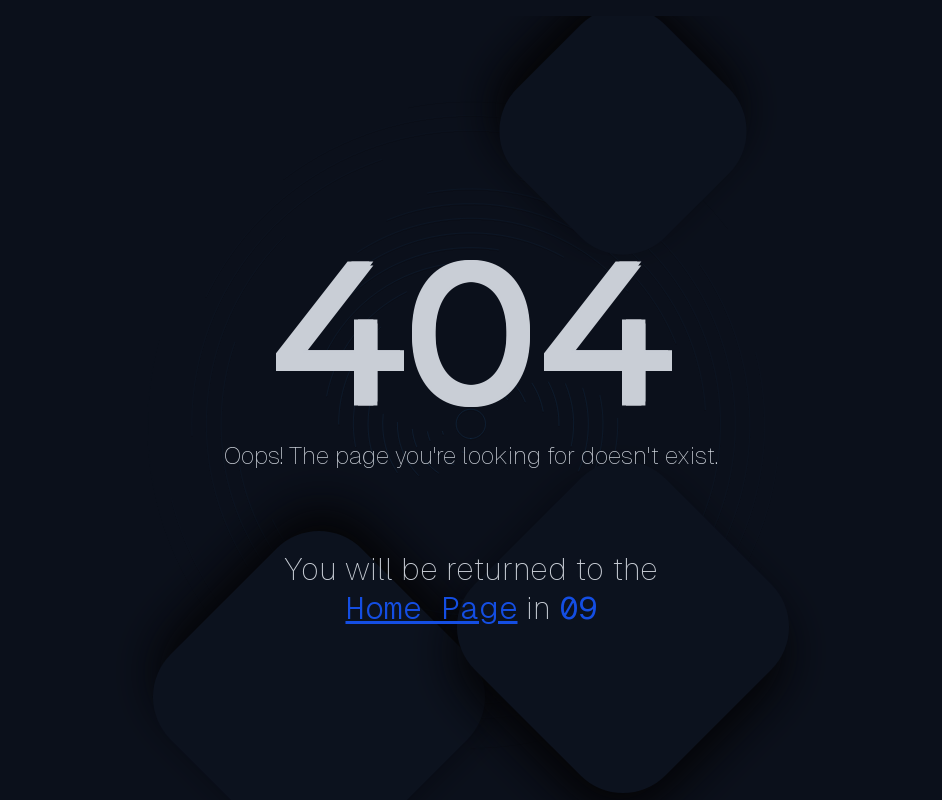 404
Oops! The page you're looking for doesn't exist.
You will be returned to the
Home Page in 09